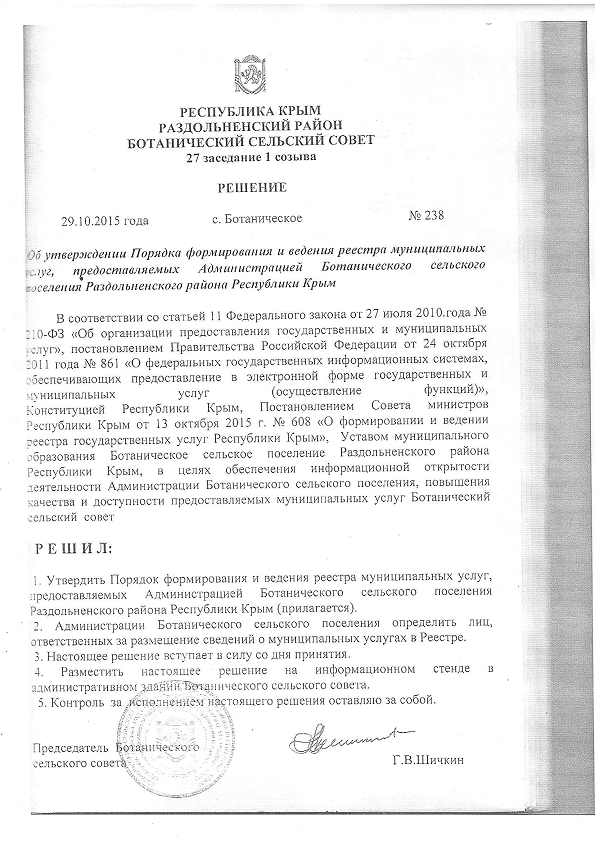 РЕСПУБЛИКА КРЫМ
РАЗДОЛЬНЕНСКИЙ РАЙОН
БОТАНИЧЕСКИЙ СЕЛЬСКИЙ СОВЕТ
27 заседание 1 созыва
РЕШЕНИЕ
29.10.2015 года с. Ботаническое № 238
Об утверждении Порядка формирования и ведения реестра муниципальных
услуг, предоставляемых Администрацией Ботанического сельского
поселения Раздольненского района Республики Крым
В соответствии со статьей 11 Федерального закона от 27 июля 2010.года №
210-ФЗ «Об организации предоставления государственных и муниципальных
услуг», постановлением Правительства Российской Федерации от 24 октября
2011 года № 861 «О федеральных государственных информационных системах,
обеспечивающих предоставление в электронной форме государственных и
муниципальных услуг (осуществление функций)»,
Конституцией Республики Крым, Постановлением Совета министров
Республики Крым от 13 октября 2015 г. № 608 «О формировании и ведении
реестра государственных услуг Республики Крым», Уставом муниципального
образования Ботаническое сельское поселение Раздольненского района
Республики Крым, в целях обеспечения информационной открытости
деятельности Администрации Ботанического сельского поселения, повышения
качества и доступности предоставляемых муниципальных услуг Ботанический
сельский совет
Р Е Ш И Л:
1. Утвердить Порядок формирования и ведения реестра муниципальных услуг,
предоставляемых Администрацией Ботанического сельского поселения
Раздольненского района Республики Крым (прилагается).
2. Администрации Ботанического сельского поселения определить лиц,
ответственных за размещение сведений о муниципальных услугах в Реестре.
3. Настоящее решение вступает в силу со дня принятия.
4. Разместить настоящее решение на информационном стенде в
административном здании Ботанического сельского совета.
5. Контроль за исполнением настоящего решения оставляю за собой.
Председатель Ботанического
сельского совета Г.В.Шичкин